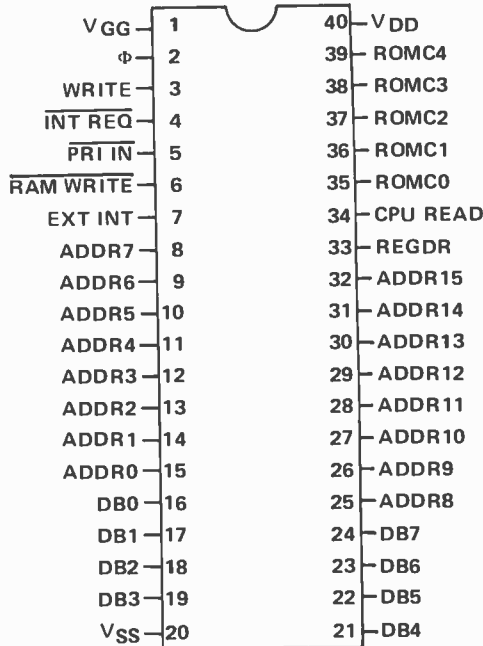 VGG 1 40 VDD
Φ 2 39 ROMC4
WRITE 3 38 ROMC3
INT REQ 4 37 ROMC2
PRI IN 5 36 ROMC1
RAM WRITE 6 35 ROMC0
EXT INT 7 34 CPU READ
ADDR7 8 33 REGDR
ADDR6 9 32 ADDR15
ADDR5 10 31 ADDR14
ADDR4 11 30 ADDR13
ADDR3 12 29 ADDR12
ADDR2 13 28 ADDR11
ADDR1 14 27 ADDR10
ADDR0 15 26 ADDR9
DB0 16 25 ADDR8
DB1 17 24 DB7
DB2 18 23 DB6
DB3 19 22 DB5
VSS 20 21 DB4